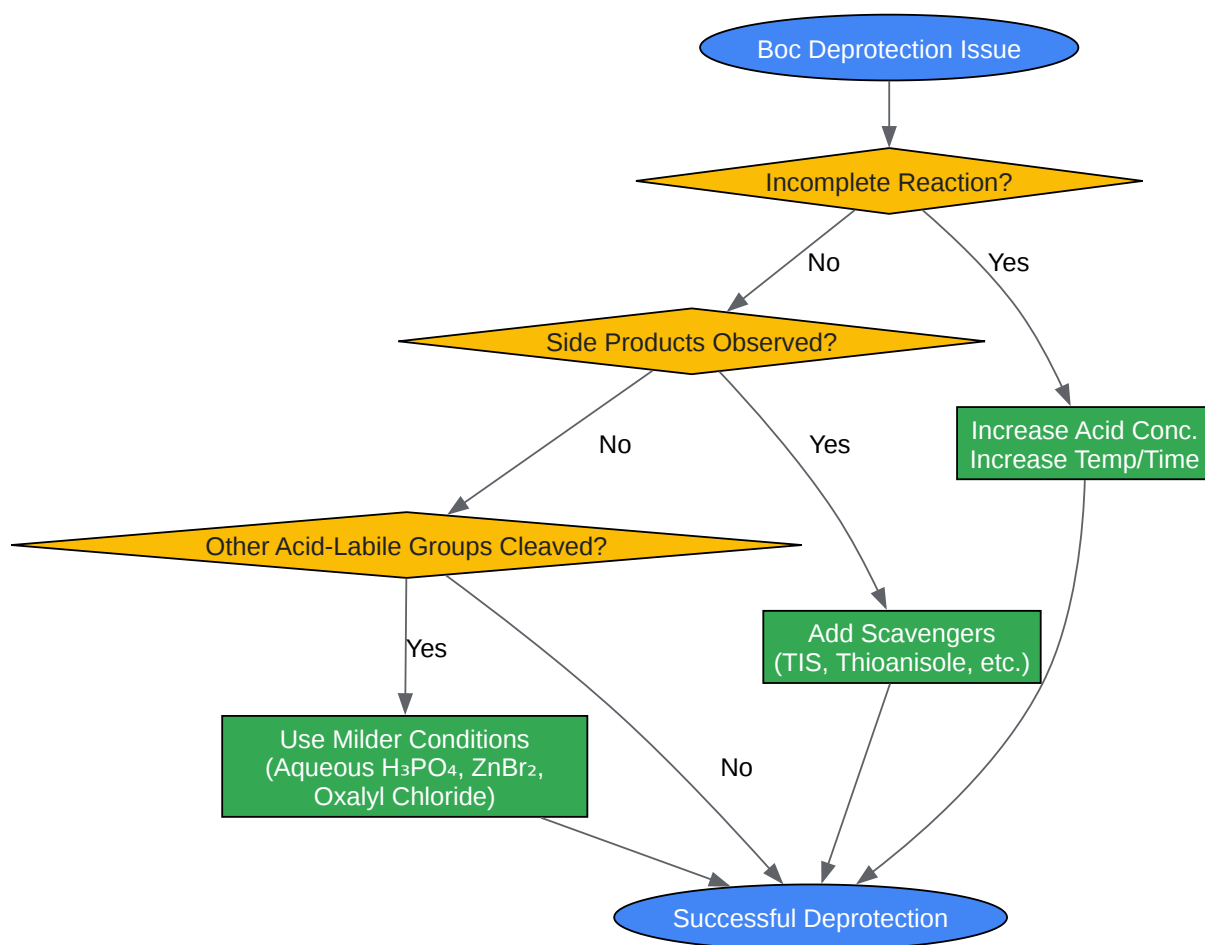 Boc Deprotection Issue
Incomplete Reaction?
No
Yes
Side Products Observed?
Increase Acid Conc.
Increase Temp/Time
No
Yes
Other Acid-Labile Groups Cleaved?
Add Scavengers
(TIS, Thioanisole, etc.)
Yes
Use Milder Conditions
(Aqueous H₃PO₄, ZnBr₂,
Oxalyl Chloride)
No
Successful Deprotection